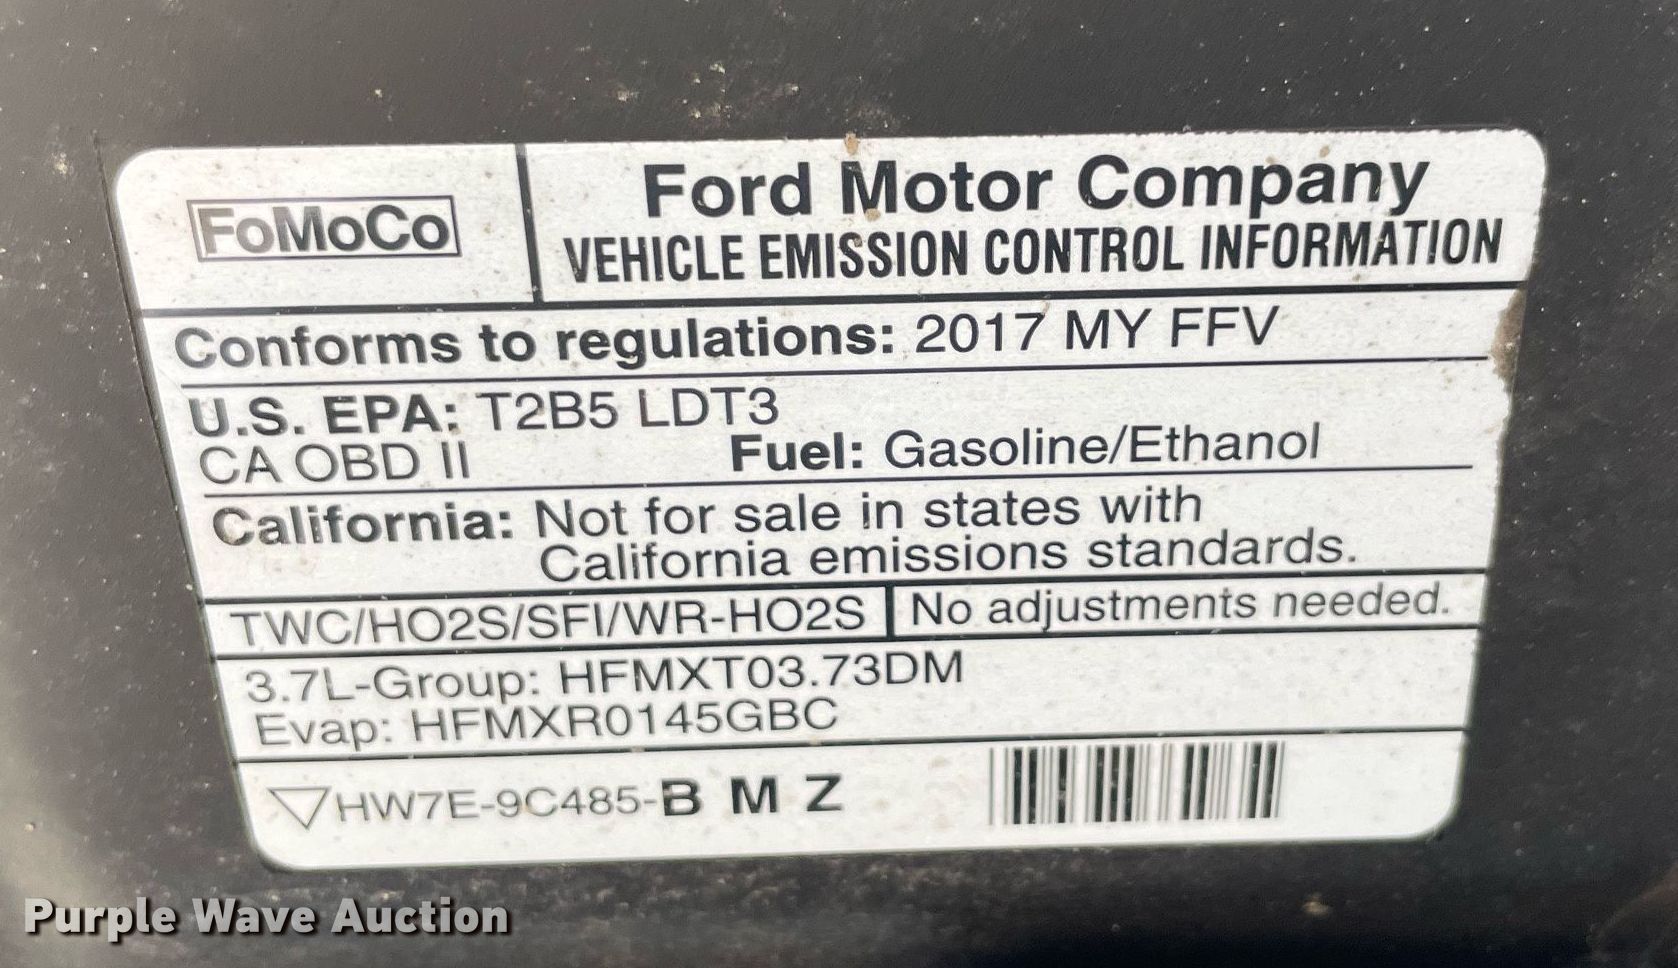 FoMoCo
Ford Motor Company
VEHICLE EMISSION CONTROL INFORMATION
Conforms to regulations: 2017 MY FFV
U.S. EPA: T2B5 LDT3
CA OBD II Fuel: Gasoline/Ethanol
California: Not for sale in states with
California emissions standards.
TWC/HO2S/SFI/WR-HO2S No adjustments needed.
3.7L-Group: HFMXT03.73DM
Evap: HFMXR0145GBC
HW7E-9C485-B M Z
Purple Wave Auction